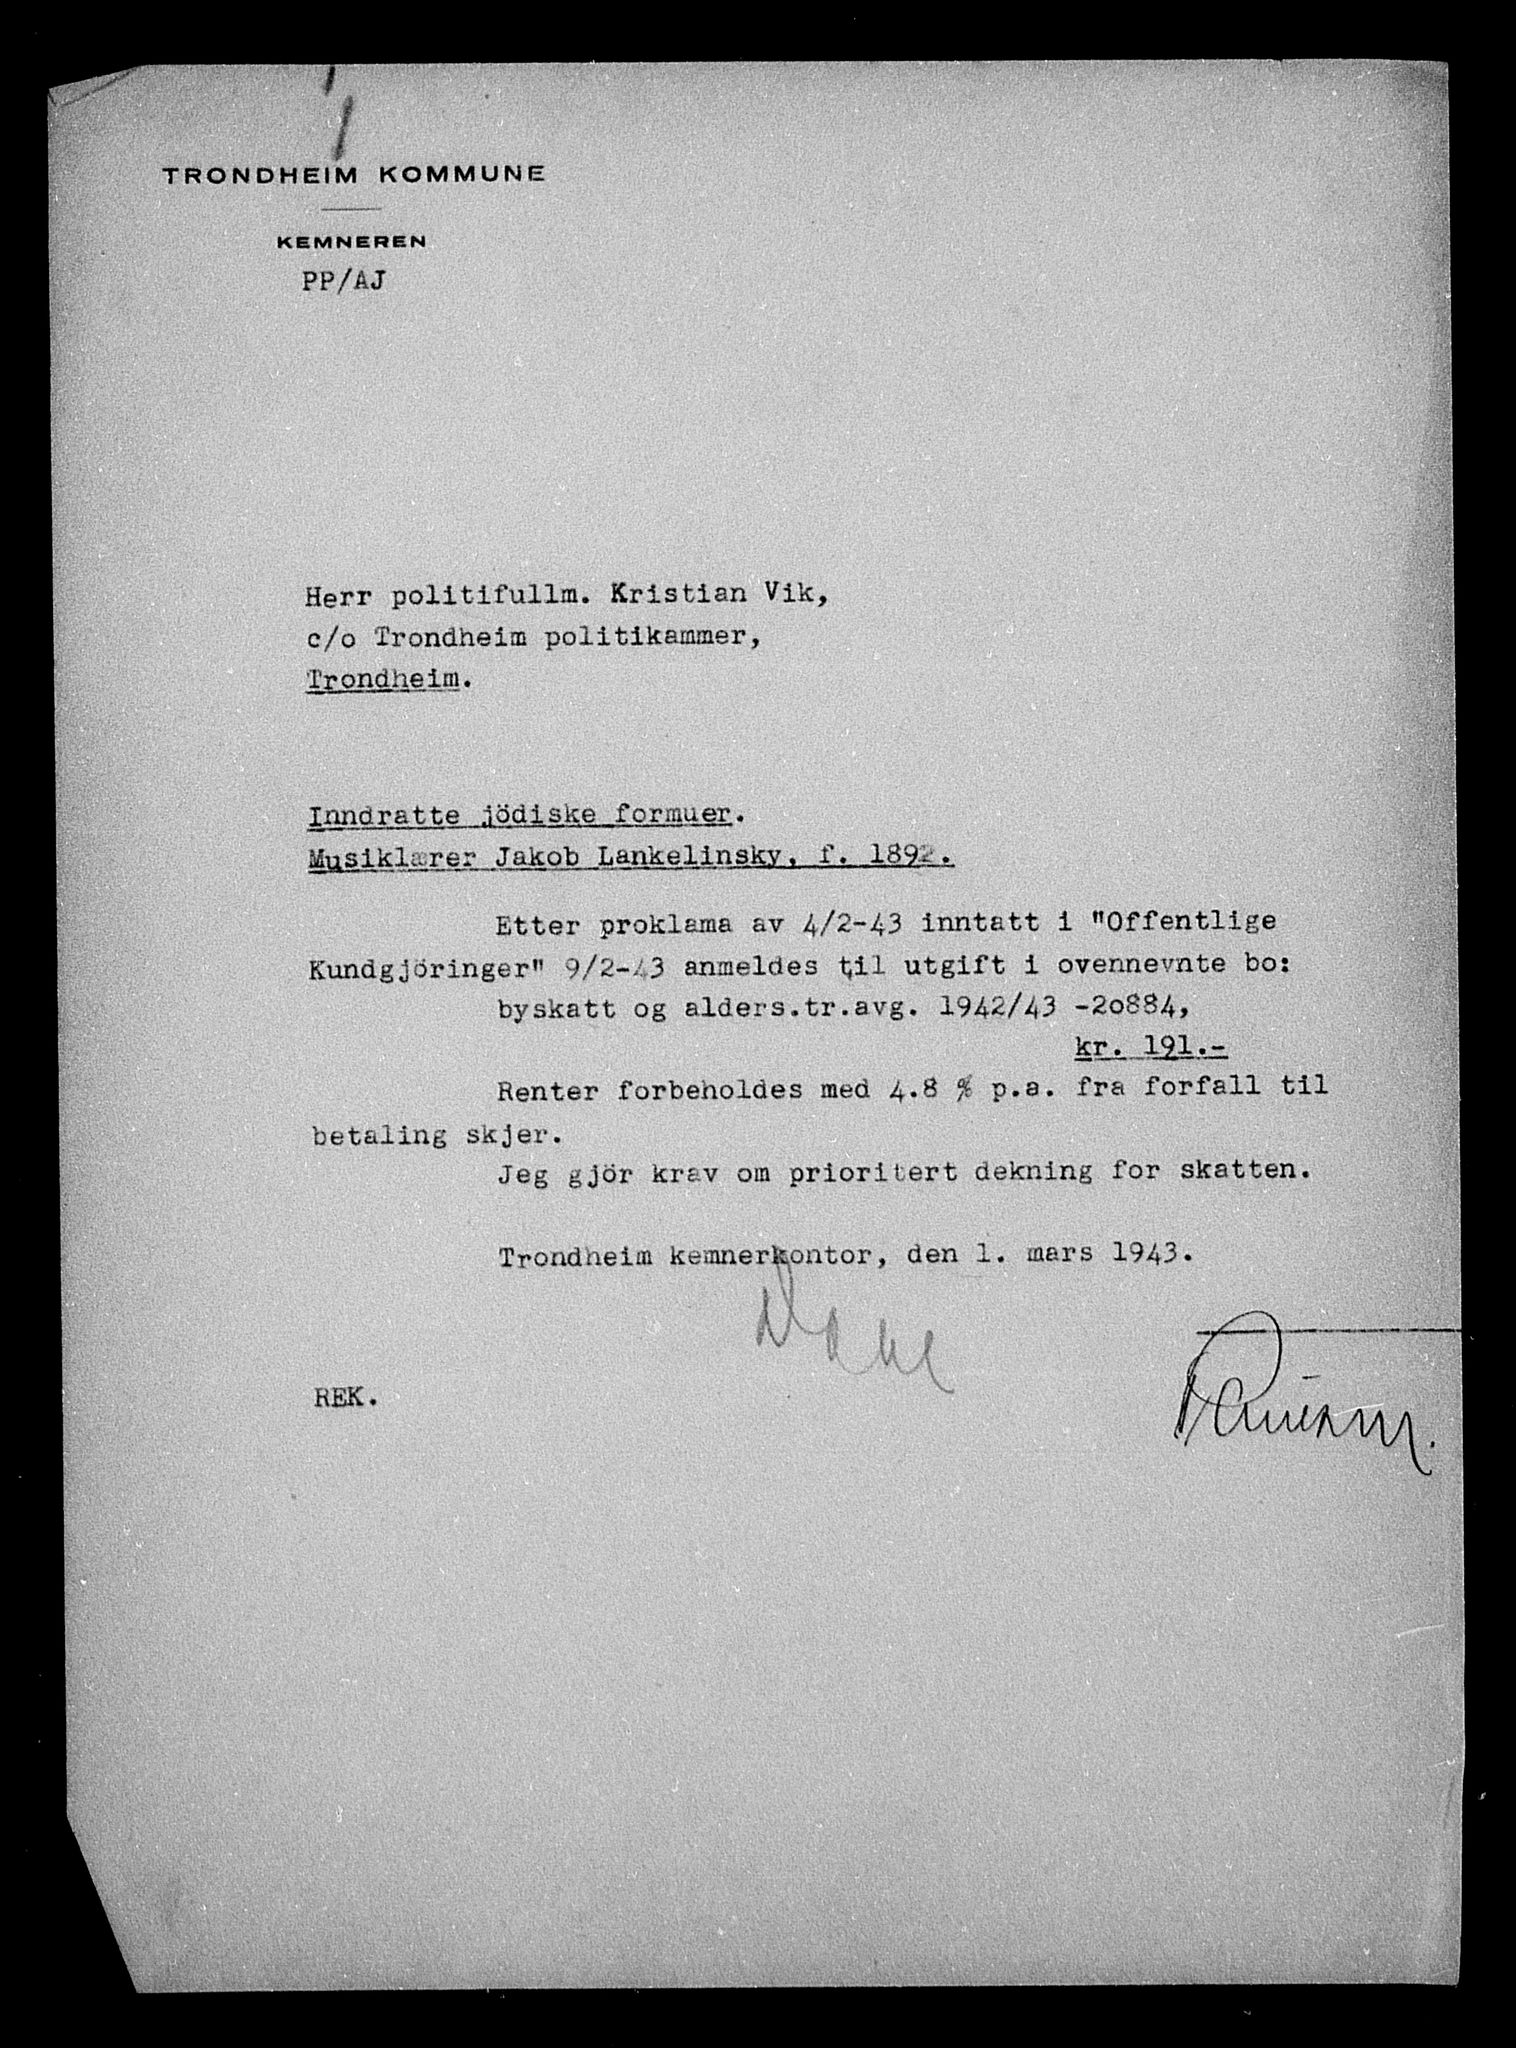 TRONDHEIM KOMMUNE
KEMNEREN
PP/AJ
Herr politifullm. Kristian Vik,
c/o Trondheim politikammer,
Trondheim.
Inndratte jödiske formuer.
Musiklærer Jakob Lankelinsky, f. 1892.
Etter proklama av 4/2-43 inntatt i "Offentlige
Kundgjöringer" 9/2-43 anmeldes til utgift i ovennevnte bo:
byskatt og alders.tr.avg. 1942/43 -20884,
kr. 191.-
Renter forbeholdes med 4.8 % p.a. fra forfall til
betaling skjer.
Jeg gjör krav om prioritert dekning for skatten.
Trondheim kemnerkontor, den 1. mars 1943.
REK.